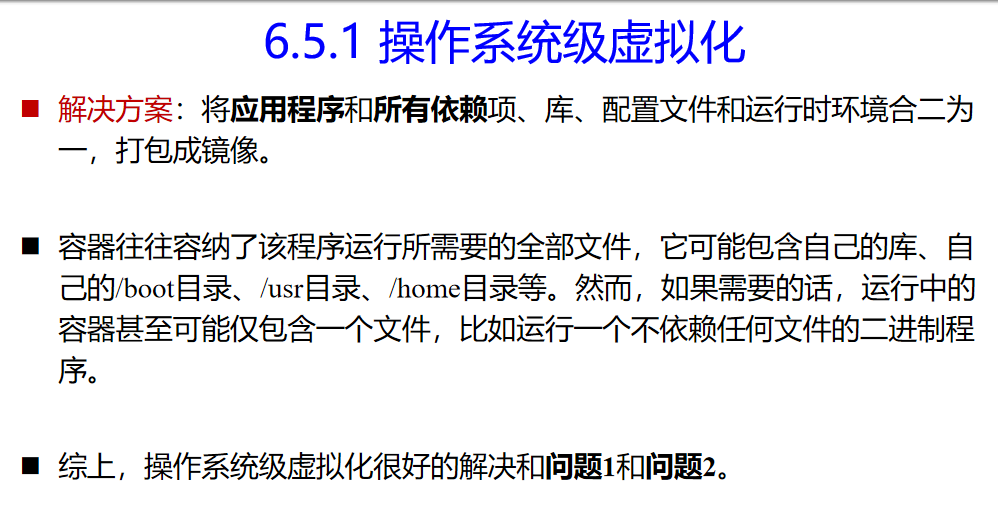 6.5.1 操作系统级虚拟化
■ 解决方案：将应用程序和所有依赖项、库、配置文件和运行时环境合二为
一，打包成镜像。
■ 容器往往容纳了该程序运行所需要的全部文件，它可能包含自己的库、自
己的/boot目录、/usr目录、/home目录等。然而，如果需要的话，运行中的
容器甚至可能仅包含一个文件，比如运行一个不依赖任何文件的二进制程
序。
■ 综上，操作系统级虚拟化很好的解决和问题1和问题2。